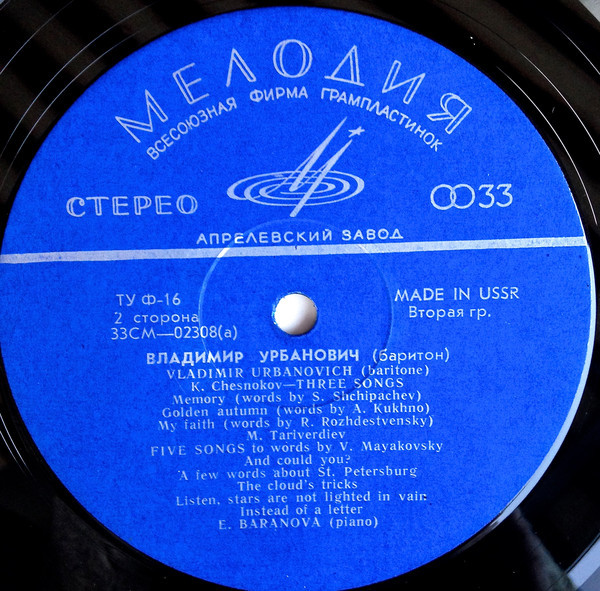 МЕЛОДИЯ
ВСЕСОЮЗНАЯ ФИРМА ГРАМПЛАСТИНОК
СТЕРЕО
33
АПРЕЛЕВСКИЙ ЗАВОД
ТУ Ф-16
MADE IN USSR
2 сторона
Вторая гр.
33СМ—02308(а)
ВЛАДИМИР УРБАНОВИЧ (баритон)
VLADIMIR URBANOVICH (baritone)
K. Chesnokov—THREE SONGS
Memory (words by S. Shchipachev)
Golden autumn (words by A. Kukhno)
My faith (words by R. Rozhdestvensky)
M. Tariverdiev
FIVE SONGS to words by V. Mayakovsky
And could you?
A few words about St. Petersburg
The cloud's tricks
Listen, stars are not lighted in vain:
Instead of a letter
E. BARANOVA (piano)